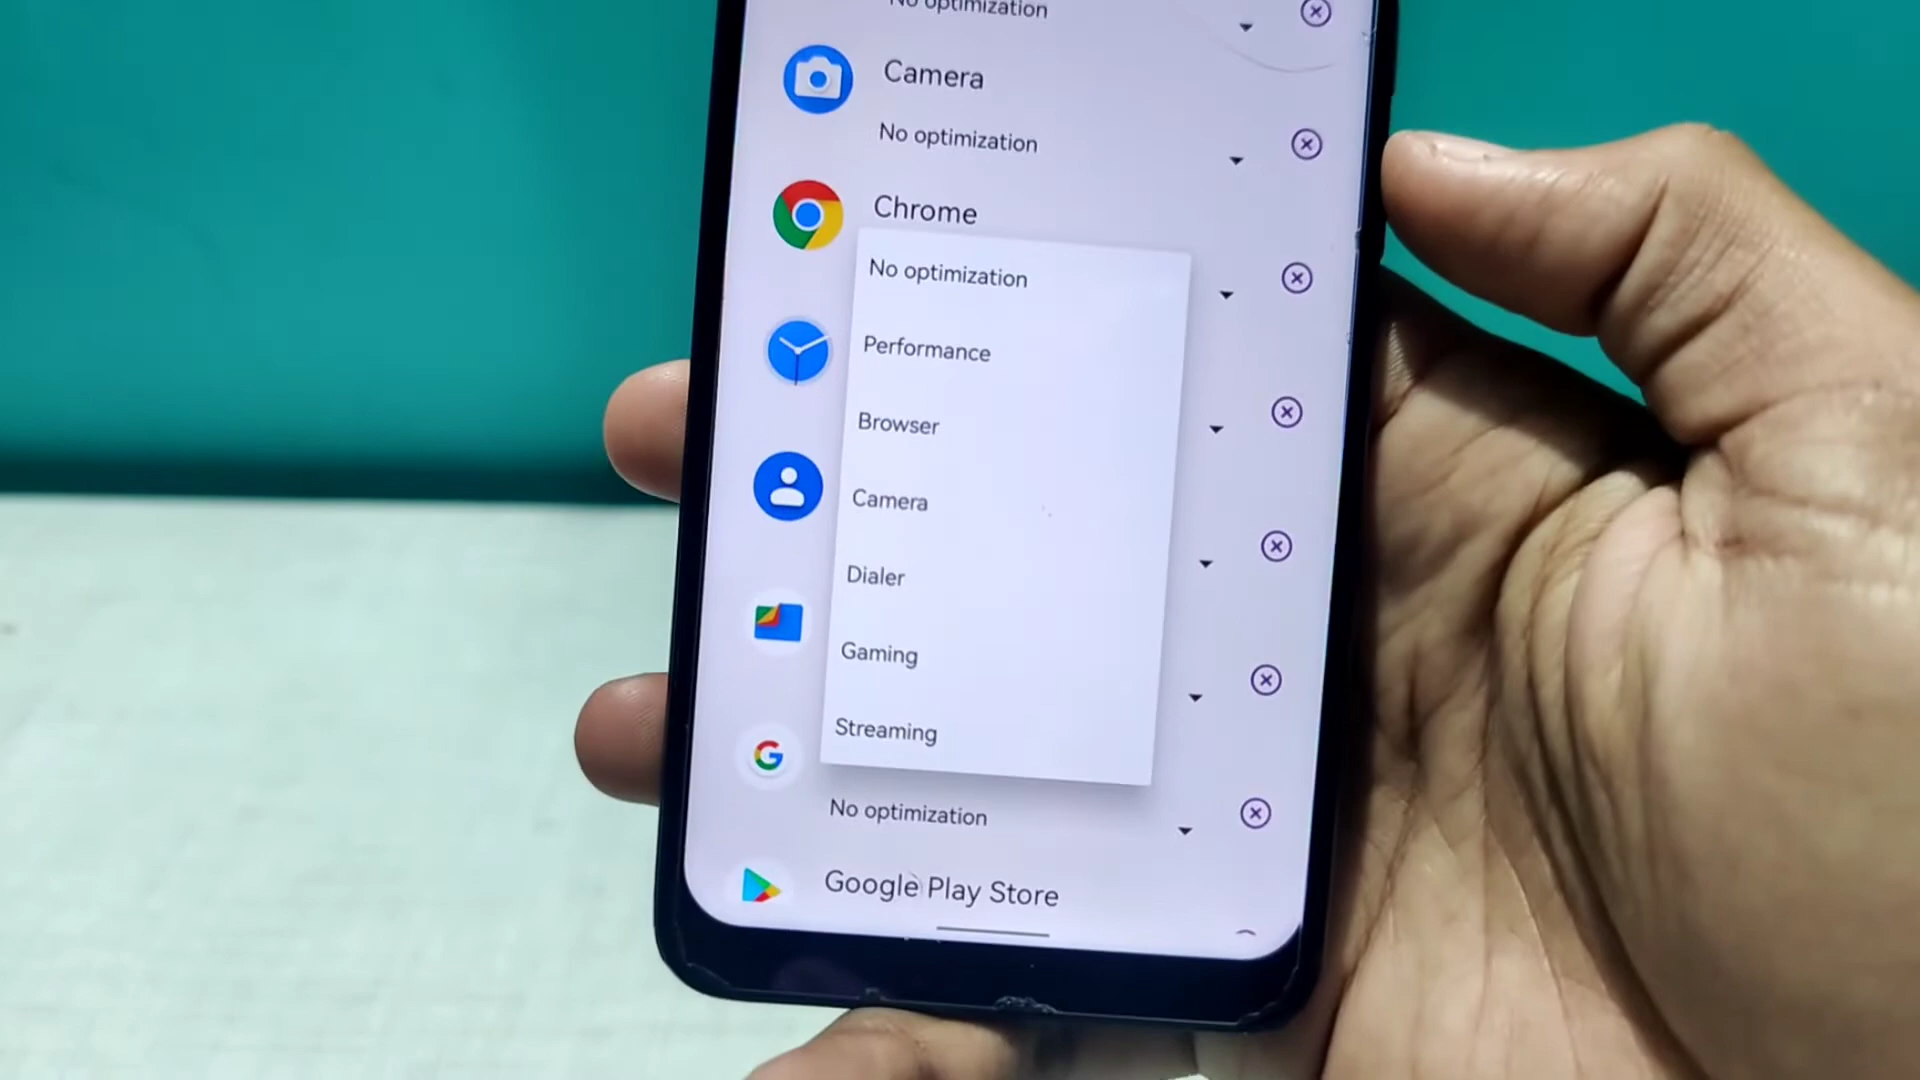 No optimization
Camera
No optimization
Chrome
No optimization
Performance
Browser
Camera
Dialer
Gaming
Streaming
No optimization
Google Play Store